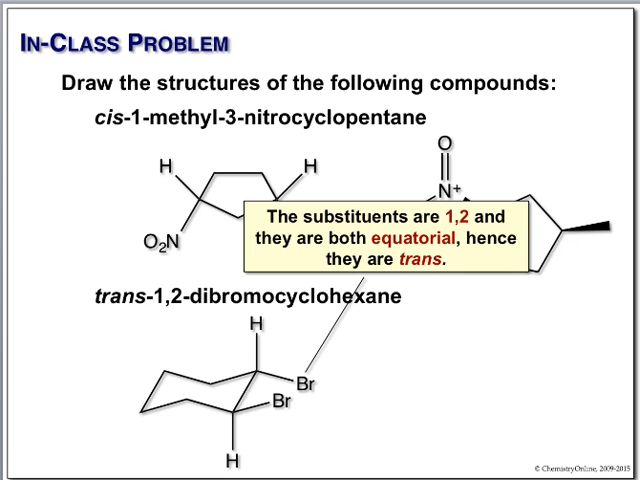 IN-CLASS PROBLEM
Draw the structures of the following compounds:
cis-1-methyl-3-nitrocyclopentane
O
H H
N+
O₂N
The substituents are 1,2 and
they are both equatorial, hence
they are trans.
trans-1,2-dibromocyclohexane
H
Br
Br
H
© ChemistryOnline, 2009-2015